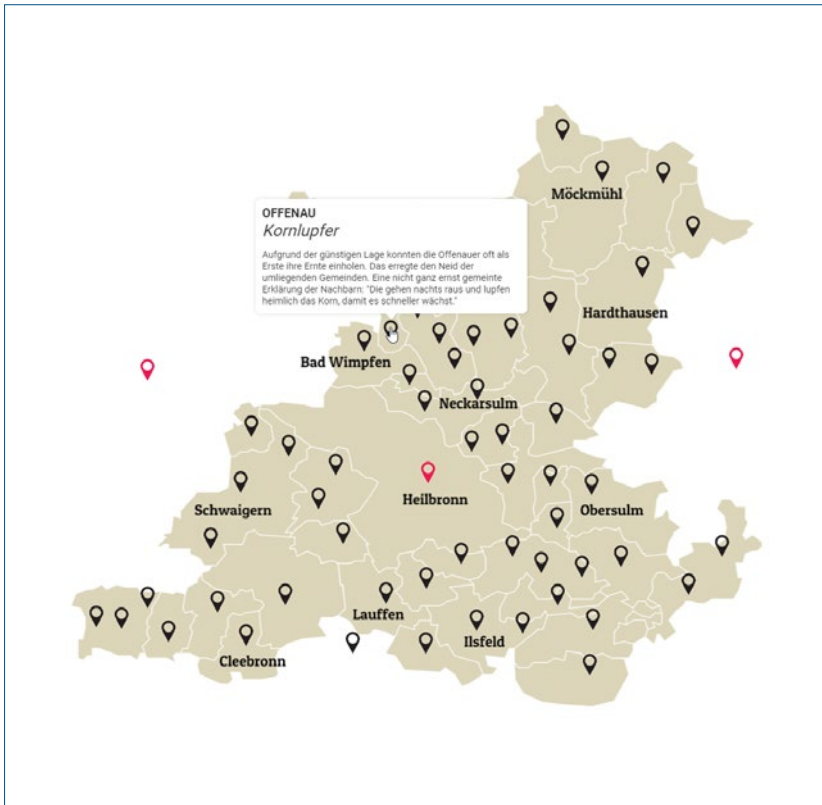 Möckmühl
OFFENAU
Kornlupfer
Aufgrund der günstigen Lage konnten die Offenauer oft als
Erste ihre Ernte einholen. Das erregte den Neid der
umliegenden Gemeinden. Eine nicht ganz ernst gemeinte
Erklärung der Nachbarn: "Die gehen nachts raus und lupfen
heimlich das Korn, damit es schneller wächst."
Hardthausen
Bad Wimpfen
Neckarsulm
Heilbronn
Schwaigern
Obersulm
Lauffen
Ilsfeld
Cleebronn